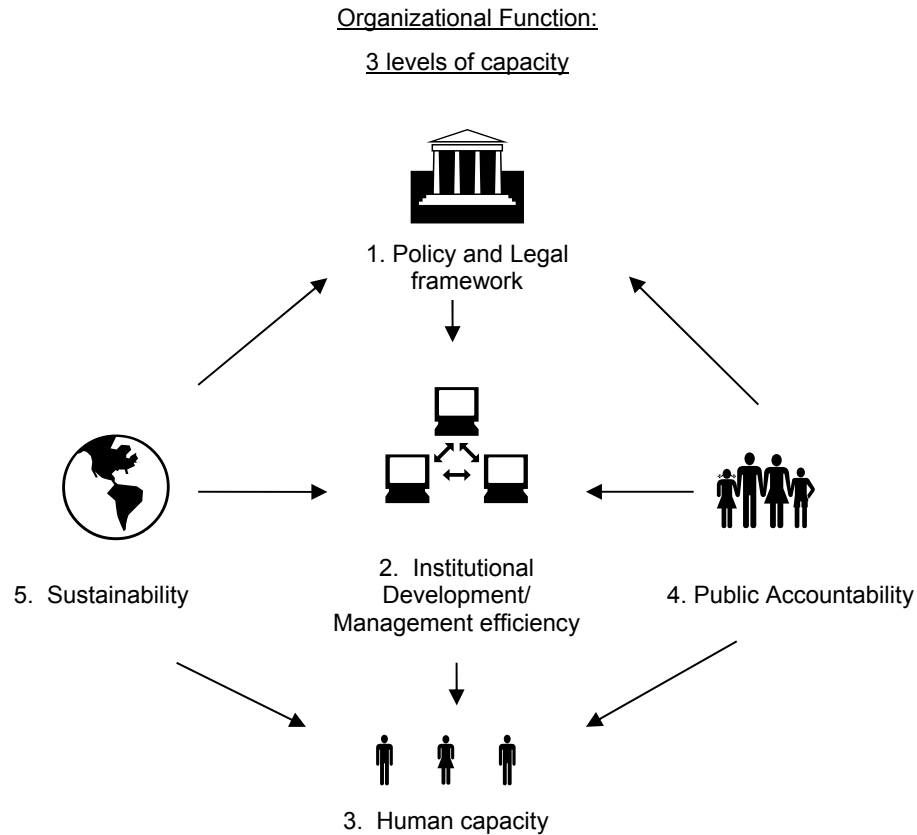 Organizational Function:
3 levels of capacity
1. Policy and Legal
framework
5. Sustainability
2. Institutional
Development/
Management efficiency
4. Public Accountability
3. Human capacity